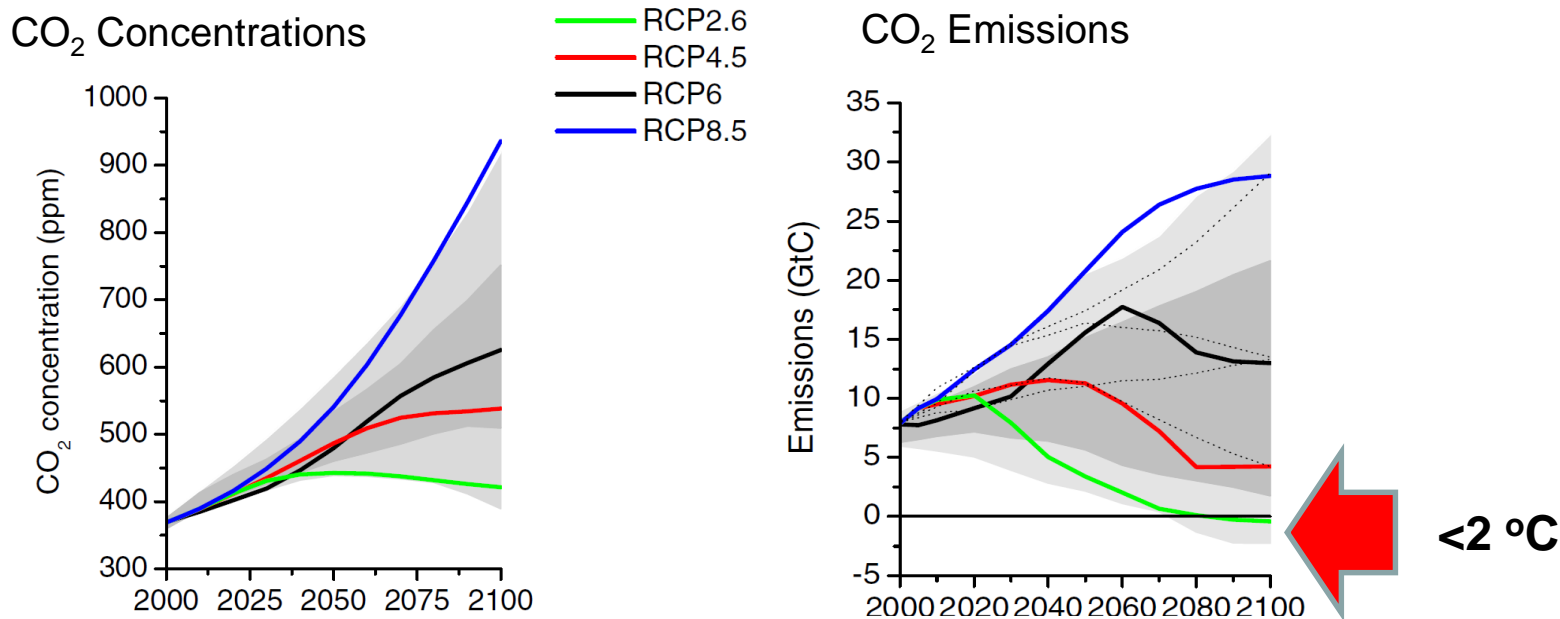 CO₂ Concentrations
RCP2.6
RCP4.5
RCP6
RCP8.5
CO₂ Emissions
CO₂ concentration (ppm)
1000
900
800
700
600
500
400
300
2000 2025 2050 2075 2100
Emissions (GtC)
35
30
25
20
15
10
5
0
-5
2000 2020 2040 2060 2080 2100
<2 ºC